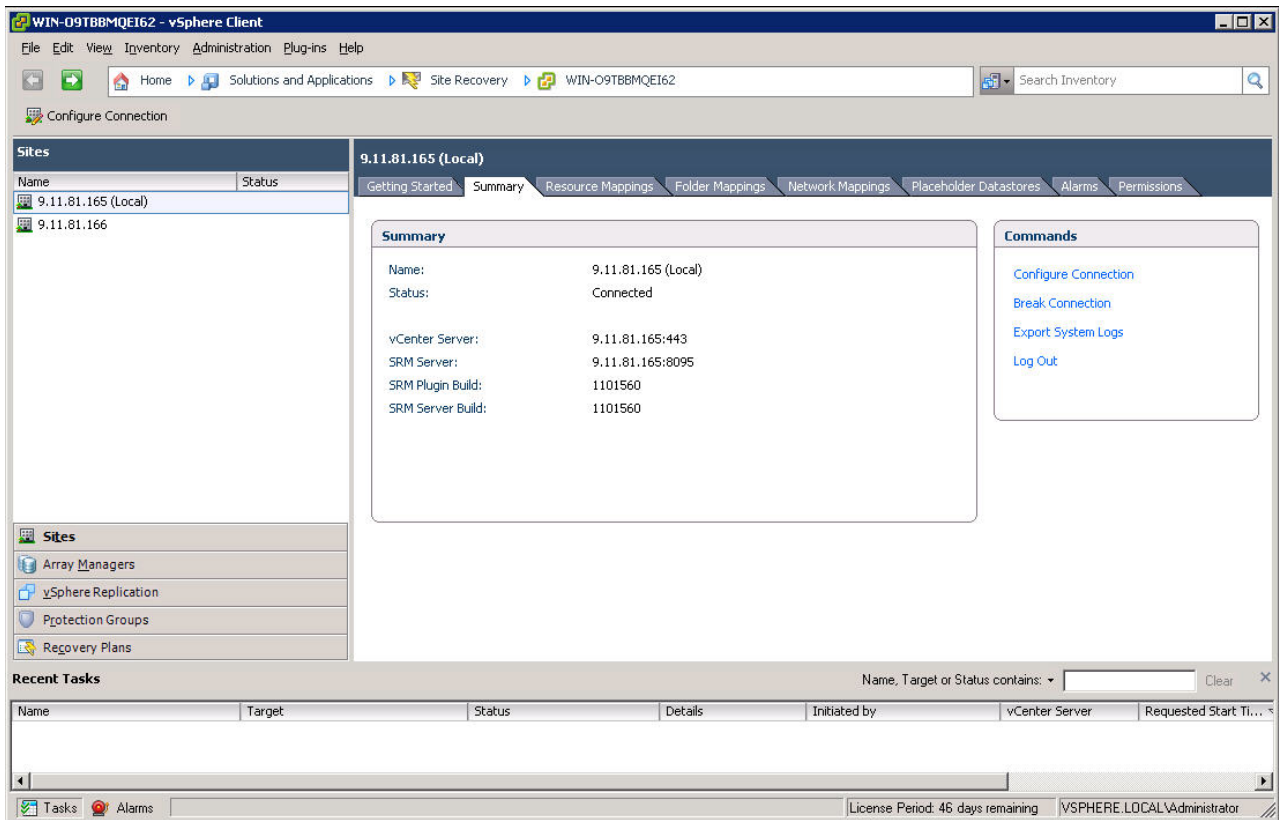 WIN-O9TBBMQEI62 - vSphere Client
File Edit View Inventory Administration Plug-ins Help
Home Solutions and Applications Site Recovery WIN-O9TBBMQEI62 Search Inventory
Configure Connection
Sites
Name Status
9.11.81.165 (Local)
9.11.81.166
Sites
Array Managers
vSphere Replication
Protection Groups
Recovery Plans
9.11.81.165 (Local)
Getting Started Summary Resource Mappings Folder Mappings Network Mappings Placeholder Datastores Alarms Permissions
Summary
Name: 9.11.81.165 (Local)
Status: Connected
vCenter Server: 9.11.81.165:443
SRM Server: 9.11.81.165:8095
SRM Plugin Build: 1101560
SRM Server Build: 1101560
Commands
Configure Connection
Break Connection
Export System Logs
Log Out
Recent Tasks Name, Target or Status contains: Clear
Name Target Status Details Initiated by vCenter Server Requested Start Ti...
Tasks Alarms License Period: 46 days remaining VSPHERE.LOCAL\Administrator